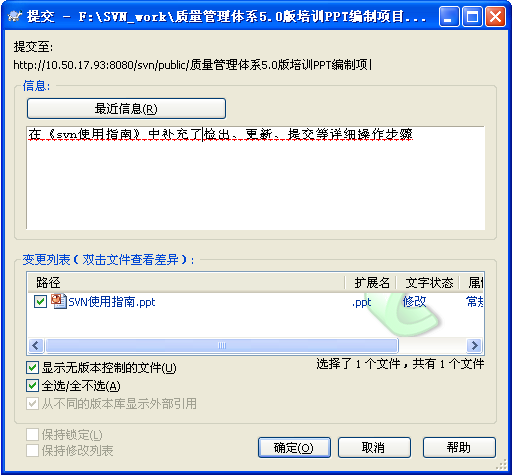 提交 - F:\SVN_work\质量管理体系5.0版培训PPT编制项目...
提交至:
http://10.50.17.93:8080/svn/public/质量管理体系5.0版培训PPT编制项
信息:
最近信息(R)
在《svn使用指南》中补充了检出、更新、提交等详细操作步骤
变更列表(双击文件查看差异):
路径 扩展名 文字状态 属
SVN使用指南.ppt .ppt 修改 常规
选择了 1 个文件，共有 1 个文件
显示无版本控制的文件(U)
全选/全不选(A)
从不同的版本库显示外部引用
保持锁定(L)
保持修改列表
确定(O) 取消 帮助